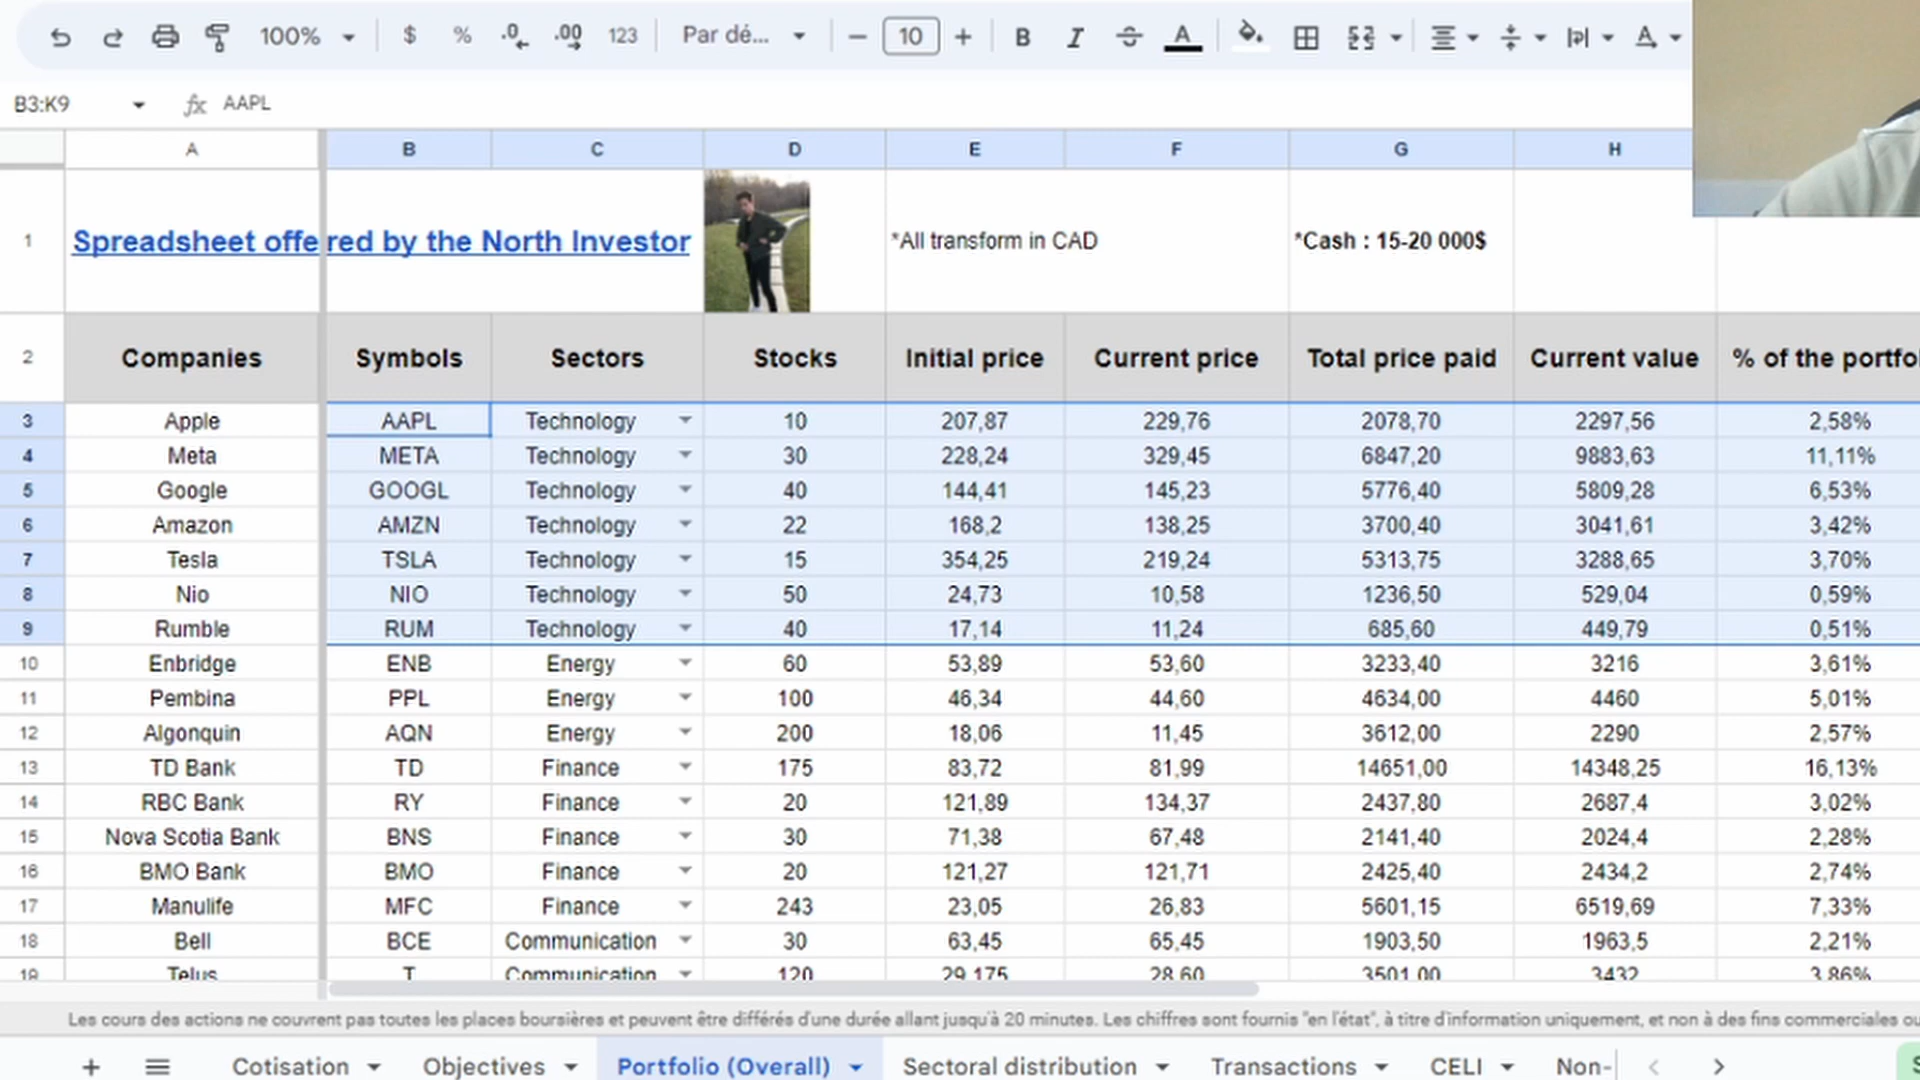 100% $ % .0 .00 123 Par dé... 10 B I A
B3:K9 fx AAPL
A B C D E F G H
1 Spreadsheet offered by the North Investor *All transform in CAD *Cash : 15-20 000$
2 Companies Symbols Sectors Stocks Initial price Current price Total price paid Current value % of the portfo
3 Apple AAPL Technology 10 207,87 229,76 2078,70 2297,56 2,58%
4 Meta META Technology 30 228,24 329,45 6847,20 9883,63 11,11%
5 Google GOOGL Technology 40 144,41 145,23 5776,40 5809,28 6,53%
6 Amazon AMZN Technology 22 168,2 138,25 3700,40 3041,61 3,42%
7 Tesla TSLA Technology 15 354,25 219,24 5313,75 3288,65 3,70%
8 Nio NIO Technology 50 24,73 10,58 1236,50 529,04 0,59%
9 Rumble RUM Technology 40 17,14 11,24 685,60 449,79 0,51%
10 Enbridge ENB Energy 60 53,89 53,60 3233,40 3216 3,61%
11 Pembina PPL Energy 100 46,34 44,60 4634,00 4460 5,01%
12 Algonquin AQN Energy 200 18,06 11,45 3612,00 2290 2,57%
13 TD Bank TD Finance 175 83,72 81,99 14651,00 14348,25 16,13%
14 RBC Bank RY Finance 20 121,89 134,37 2437,80 2687,4 3,02%
15 Nova Scotia Bank BNS Finance 30 71,38 67,48 2141,40 2024,4 2,28%
16 BMO Bank BMO Finance 20 121,27 121,71 2425,40 2434,2 2,74%
17 Manulife MFC Finance 243 23,05 26,83 5601,15 6519,69 7,33%
18 Bell BCE Communication 30 63,45 65,45 1903,50 1963,5 2,21%
19 Telus T Communication 120 29,175 28,60 3501,00 3432 3,86%
Les cours des actions ne couvrent pas toutes les places boursières et peuvent être différés d'une durée allant jusqu'à 20 minutes. Les chiffres sont fournis "en l'état", à titre d'information uniquement, et non à des fins commerciales ou
Cotisation Objectives Portfolio (Overall) Sectoral distribution Transactions CELI Non-